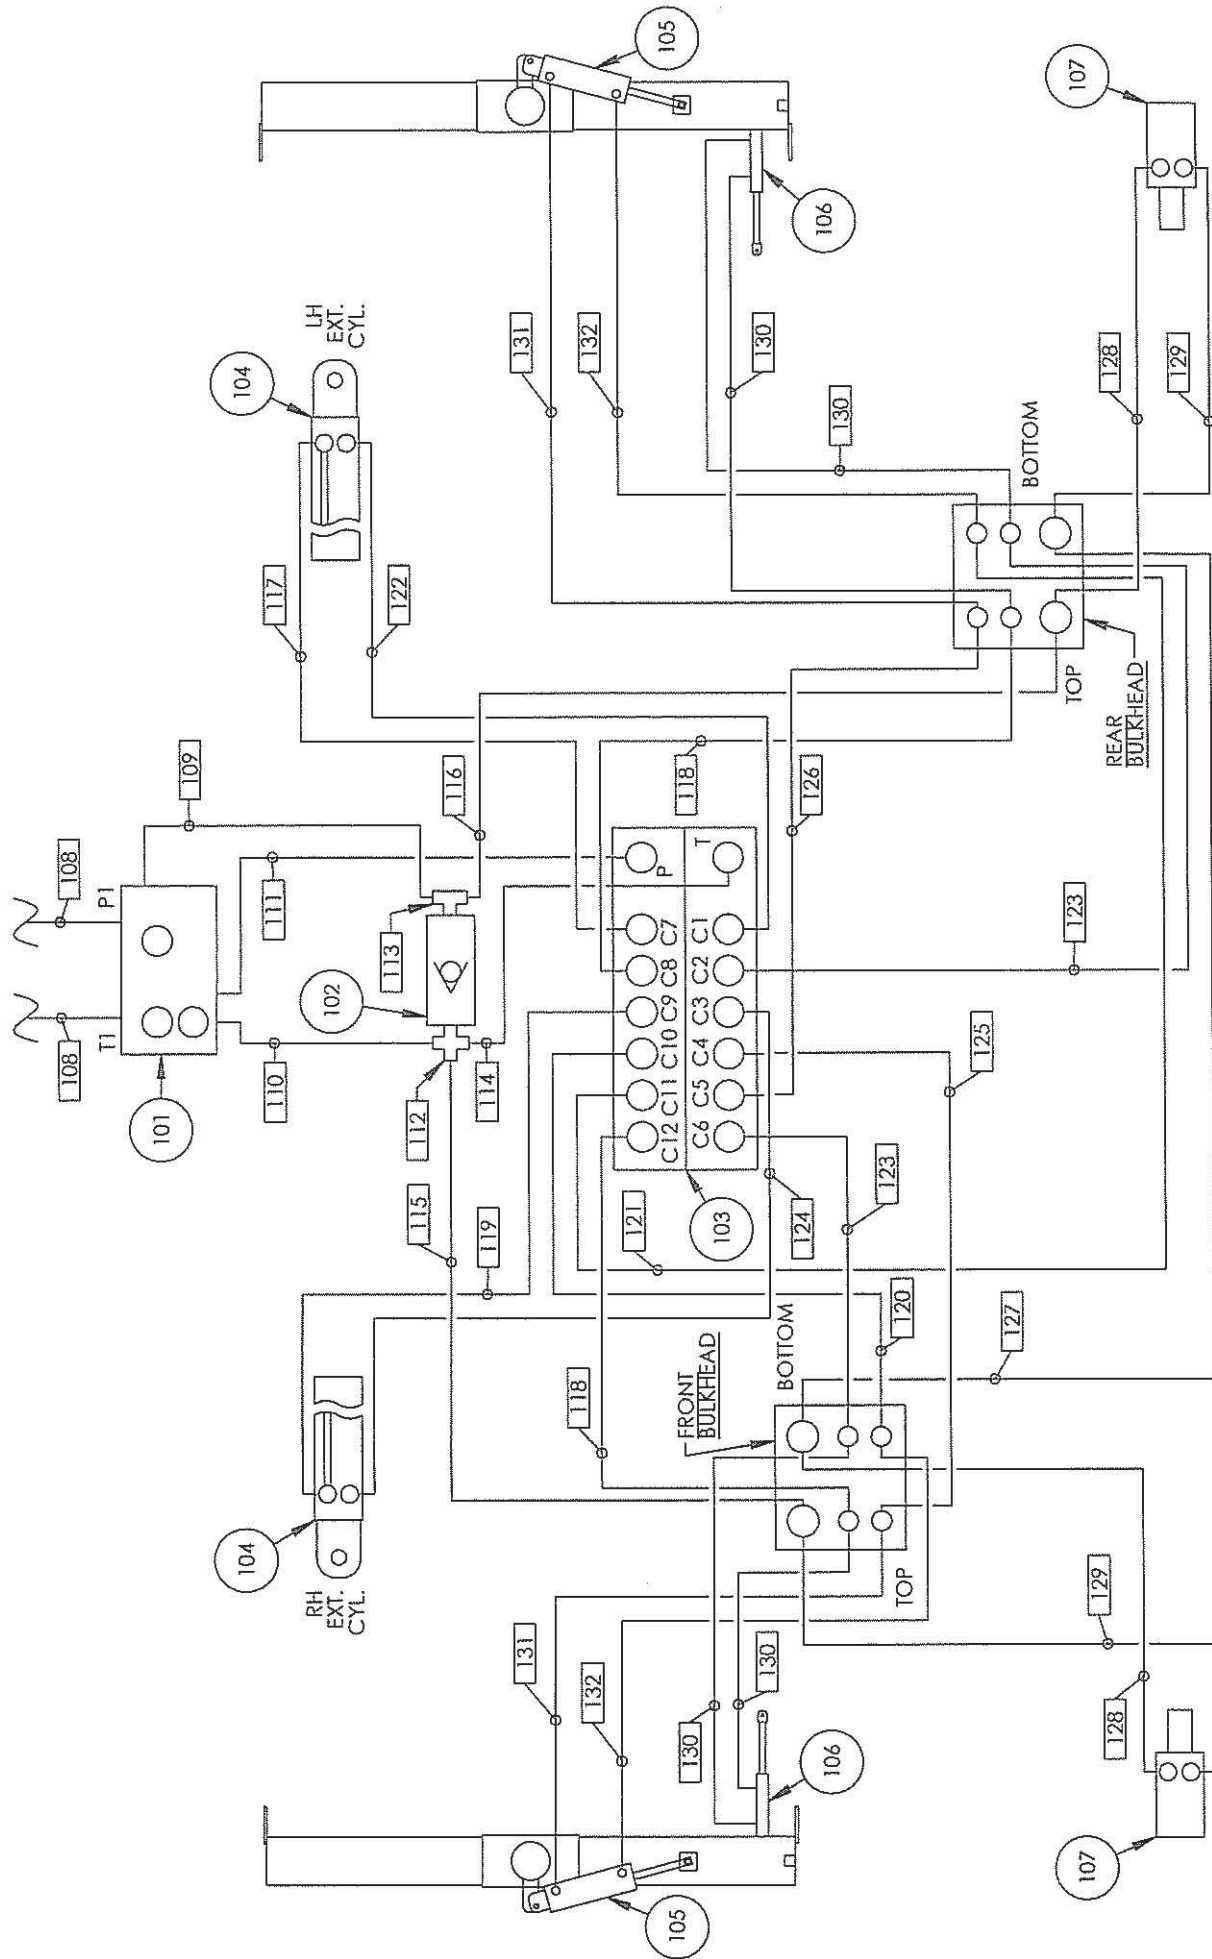 105
107
106
LH
EXT.
CYL.
104
131
132
130
128
129
130
BOTTOM
117
122
109
116
118
126
TOP
REAR
BULKHEAD
108
P1
111
113
P
T
102
C7
C1
C8
C2
123
108
T1
110
C9
C3
114
C10
C4
125
101
112
C11
C5
C12
C6
115
119
121
103
124
123
120
127
FRONT
BULKHEAD
BOTTOM
118
104
RH
EXT.
CYL.
TOP
129
131
132
130
130
128
106
105
107